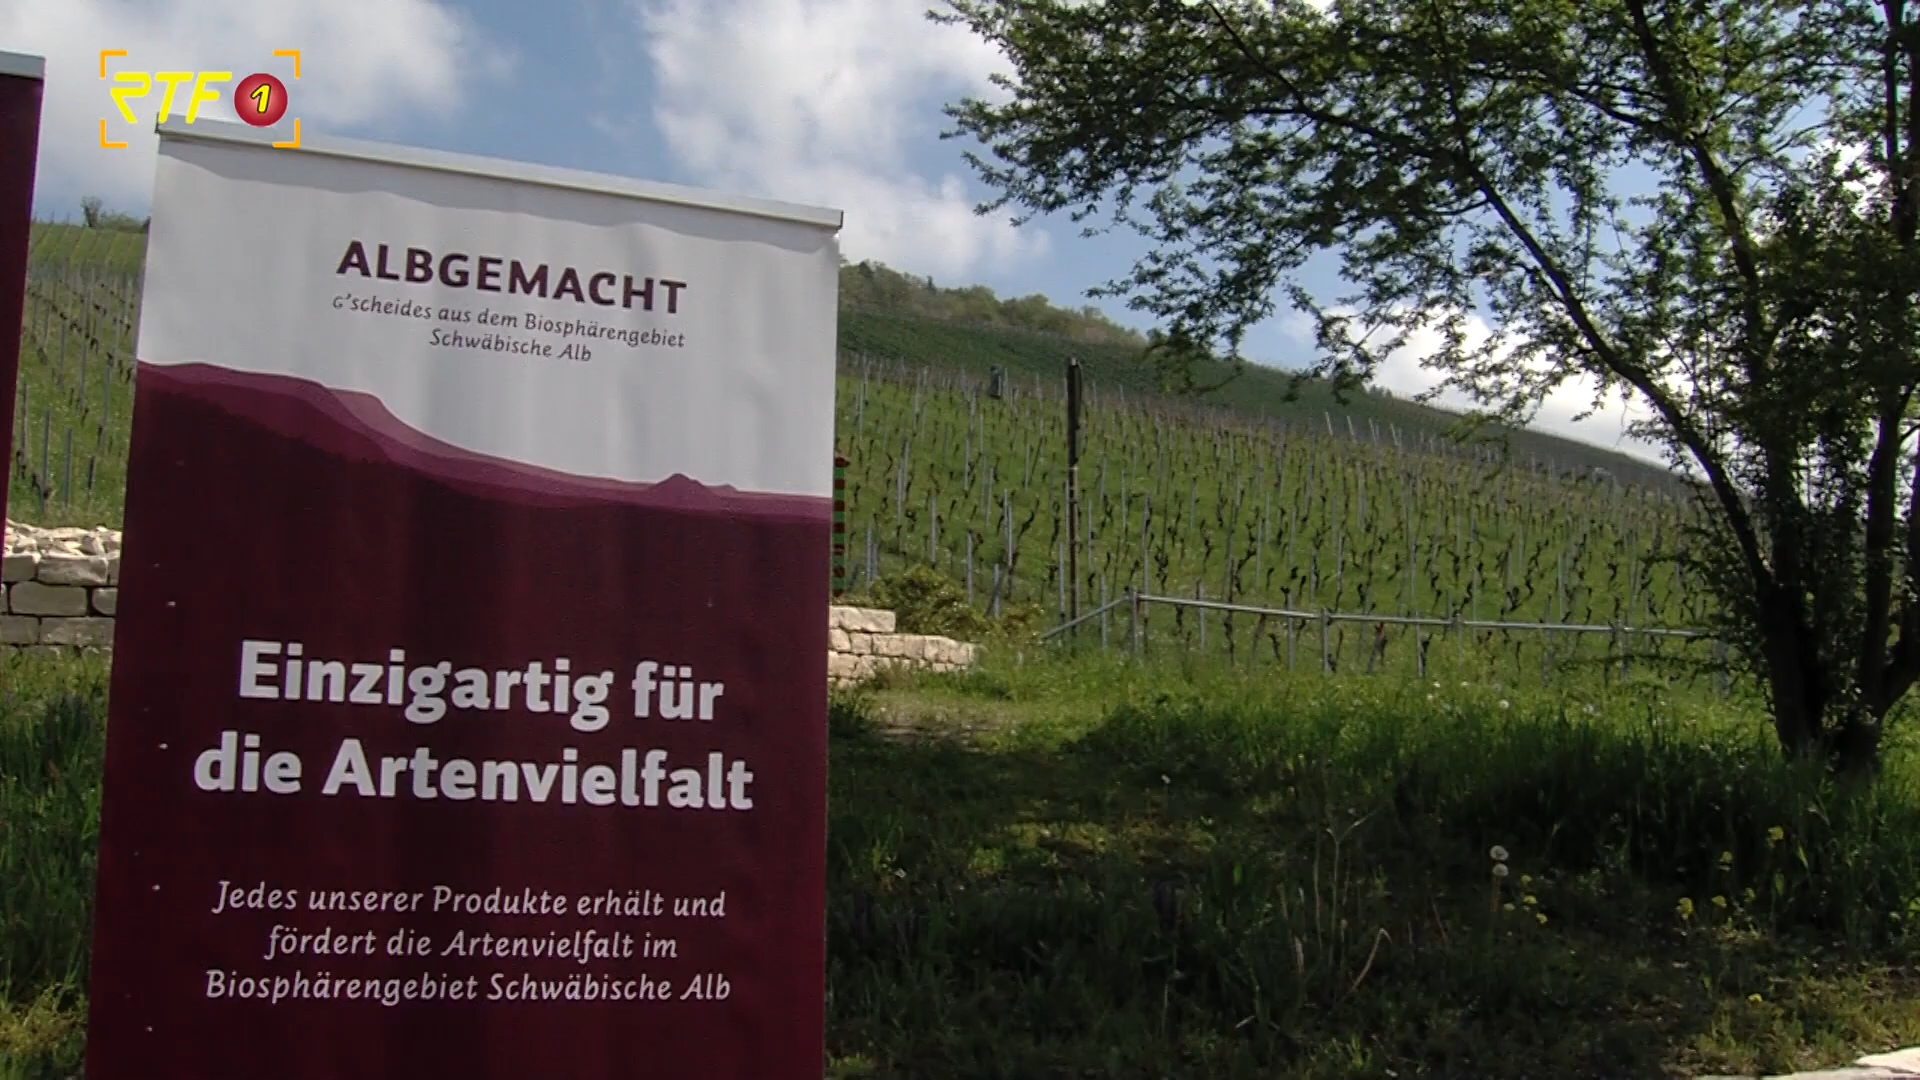 RTF 1
ALBGEMACHT
G'scheides aus dem Biosphärengebiet
Schwäbische Alb
Einzigartig für
die Artenvielfalt
Jedes unserer Produkte erhält und
fördert die Artenvielfalt im
Biosphärengebiet Schwäbische Alb